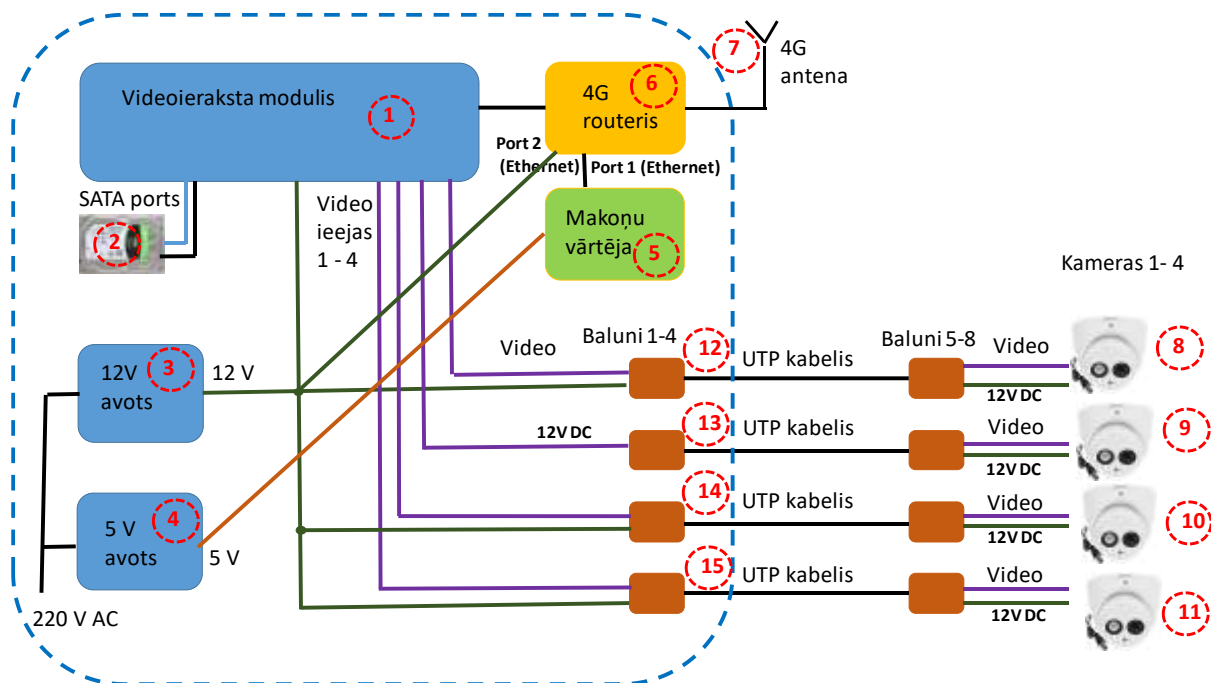 7
4G
antena
Videoieraksta modulis
1
6
4G
routeris
Port 2
(Ethernet)
Port 1 (Ethernet)
SATA ports
2
Video
ieejas
1 - 4
Makoņu
vārtēja
5
Kameras 1- 4
3
12V
avots
12 V
Video
Baluni 1-4
12
UTP kabelis
Baluni 5-8
Video
12V DC
8
12V DC
13
UTP kabelis
Video
12V DC
9
4
5 V
avots
5 V
14
UTP kabelis
Video
12V DC
10
15
UTP kabelis
Video
12V DC
11
220 V AC